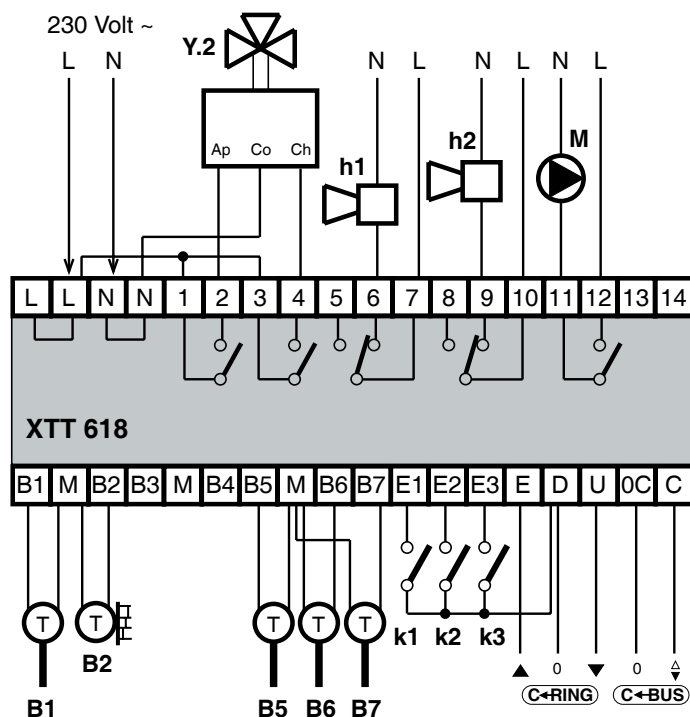 230 Volt ~
L N
Y.2
Ap Co Ch
N L
h1
N L
h2
N L
M
L L N N 1 2 3 4 5 6 7 8 9 10 11 12 13 14
XTT 618
B1 M B2 B3 M B4 B5 M B6 B7 E1 E2 E3 E D U 0C C
T T T T T
B2
k1 k2 k3
0 0
C RING C BUS
B1 B5 B6 B7